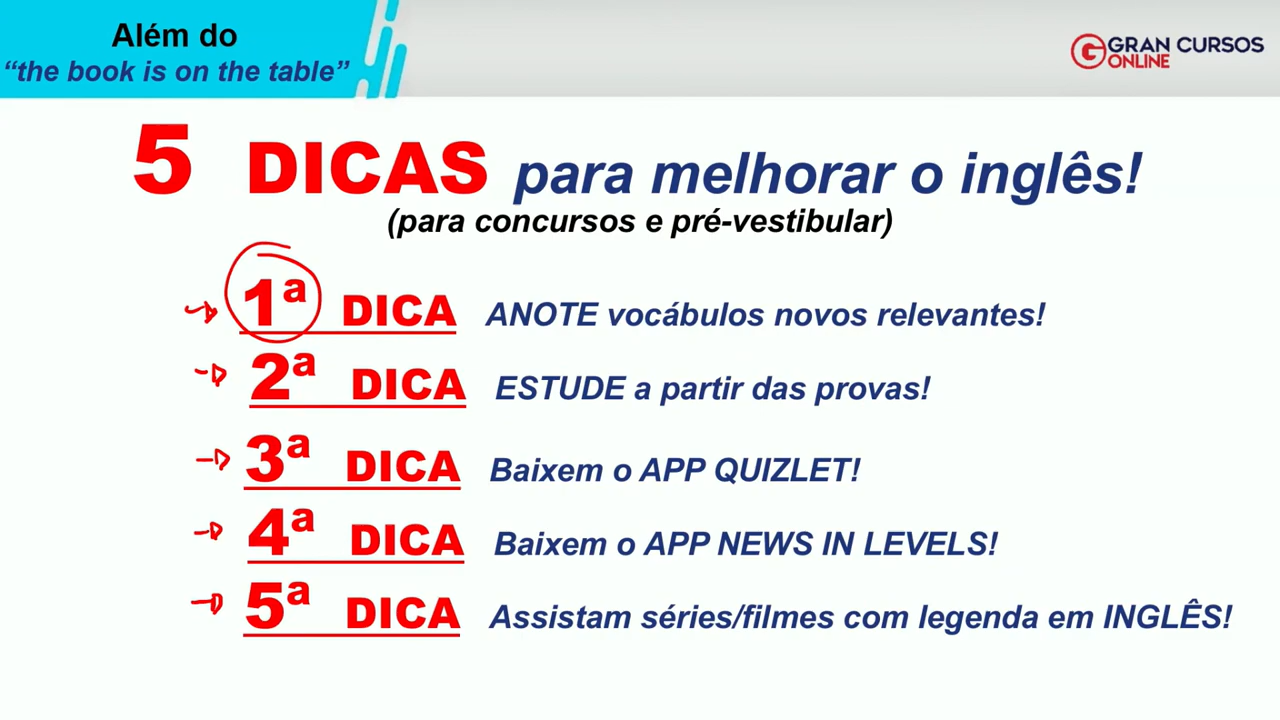 Além do
“the book is on the table”
GRAN CURSOS
ONLINE
5 DICAS para melhorar o inglês!
(para concursos e pré-vestibular)
1ª DICA ANOTE vocábulos novos relevantes!
2ª DICA ESTUDE a partir das provas!
3ª DICA Baixem o APP QUIZLET!
4ª DICA Baixem o APP NEWS IN LEVELS!
5ª DICA Assistam séries/filmes com legenda em INGLÊS!